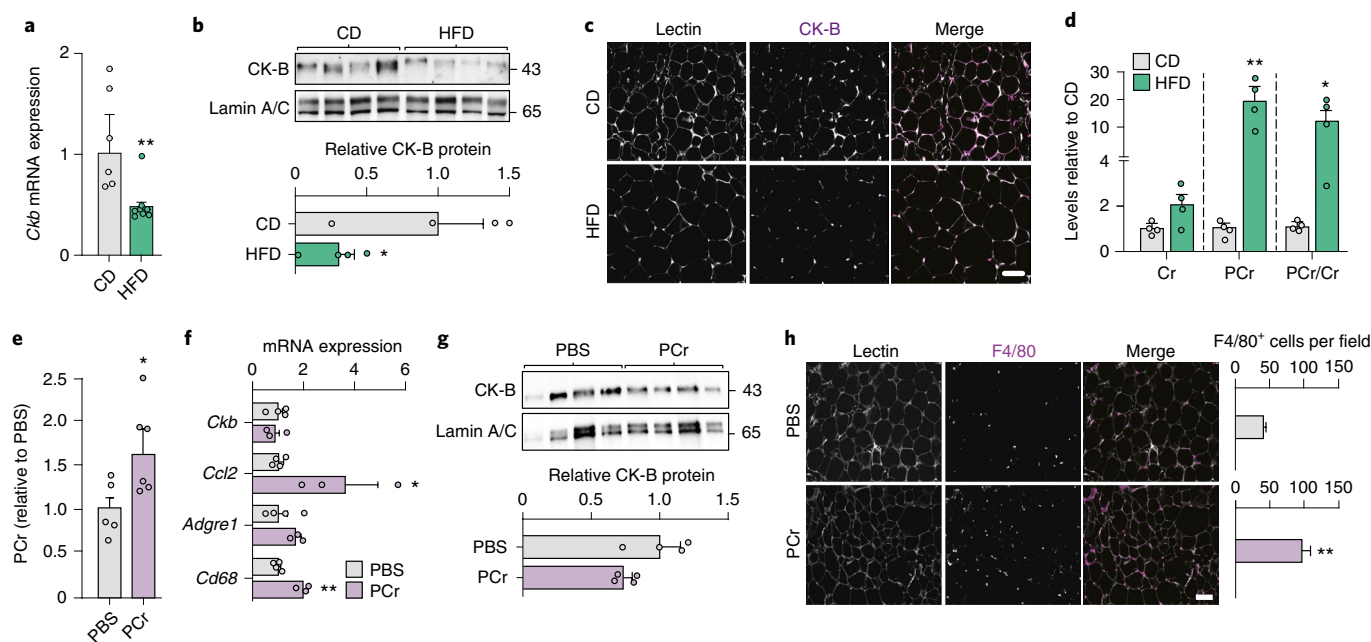 a
Ckb mRNA expression
2
1
0
**
CD
HFD
b
CD HFD
CK-B
43
Lamin A/C
65
Relative CK-B protein
0 0.5 1.0 1.5
CD
HFD
*
c
Lectin CK-B Merge
CD
HFD
d
CD
HFD
Levels relative to CD
30
20
10
4
2
0
**
*
Cr PCr PCr/Cr
e
PCr (relative to PBS)
2.5
2.0
1.5
1.0
0.5
0
*
PBS
PCr
f
mRNA expression
0 2 4 6
Ckb
Ccl2
*
Adgre1
Cd68
**
PBS
PCr
g
PBS PCr
CK-B
43
Lamin A/C
65
Relative CK-B protein
0 0.5 1.0 1.5
PBS
PCr
h
Lectin F4/80 Merge
PBS
PCr
F4/80+ cells per field
0 50 100 150
0 50 100 150
**